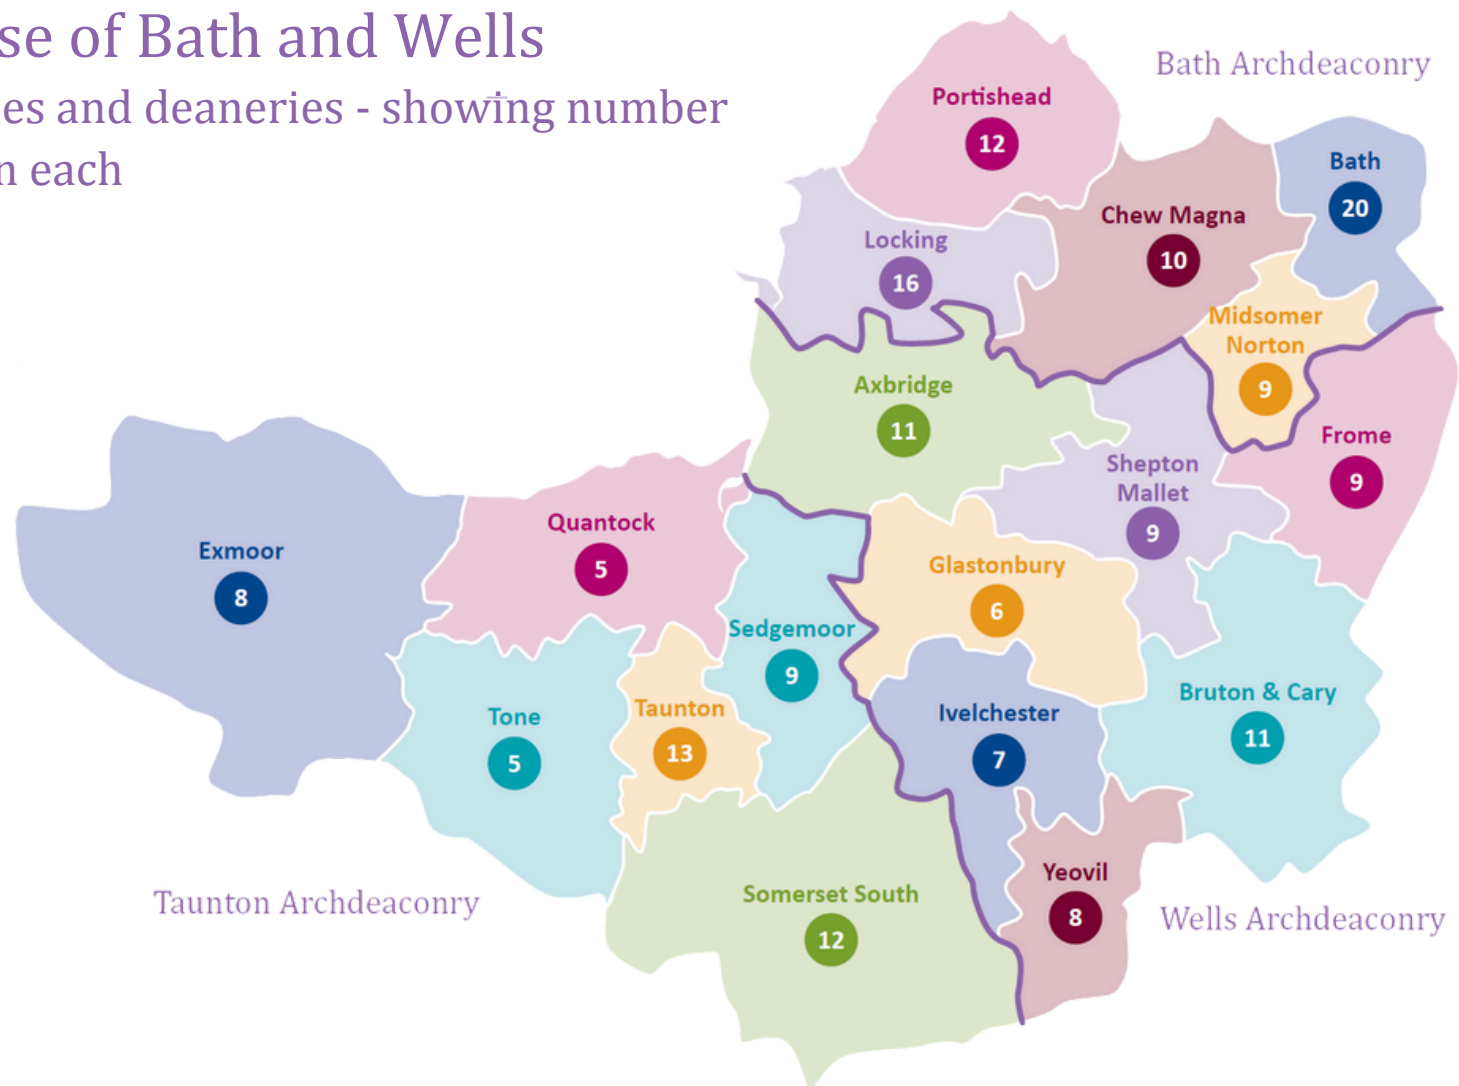 se of Bath and Wells
es and deaneries - showing number
n each
Bath Archdeaconry
Portishead
12
Bath
20
Chew Magna
10
Locking
16
Midsomer
Norton
9
Axbridge
11
Frome
9
Shepton
Mallet
9
Quantock
5
Exmoor
8
Glastonbury
6
Sedgemoor
9
Bruton & Cary
11
Taunton
13
Ivelchester
7
Tone
5
Yeovil
8
Somerset South
12
Taunton Archdeaconry
Wells Archdeaconry